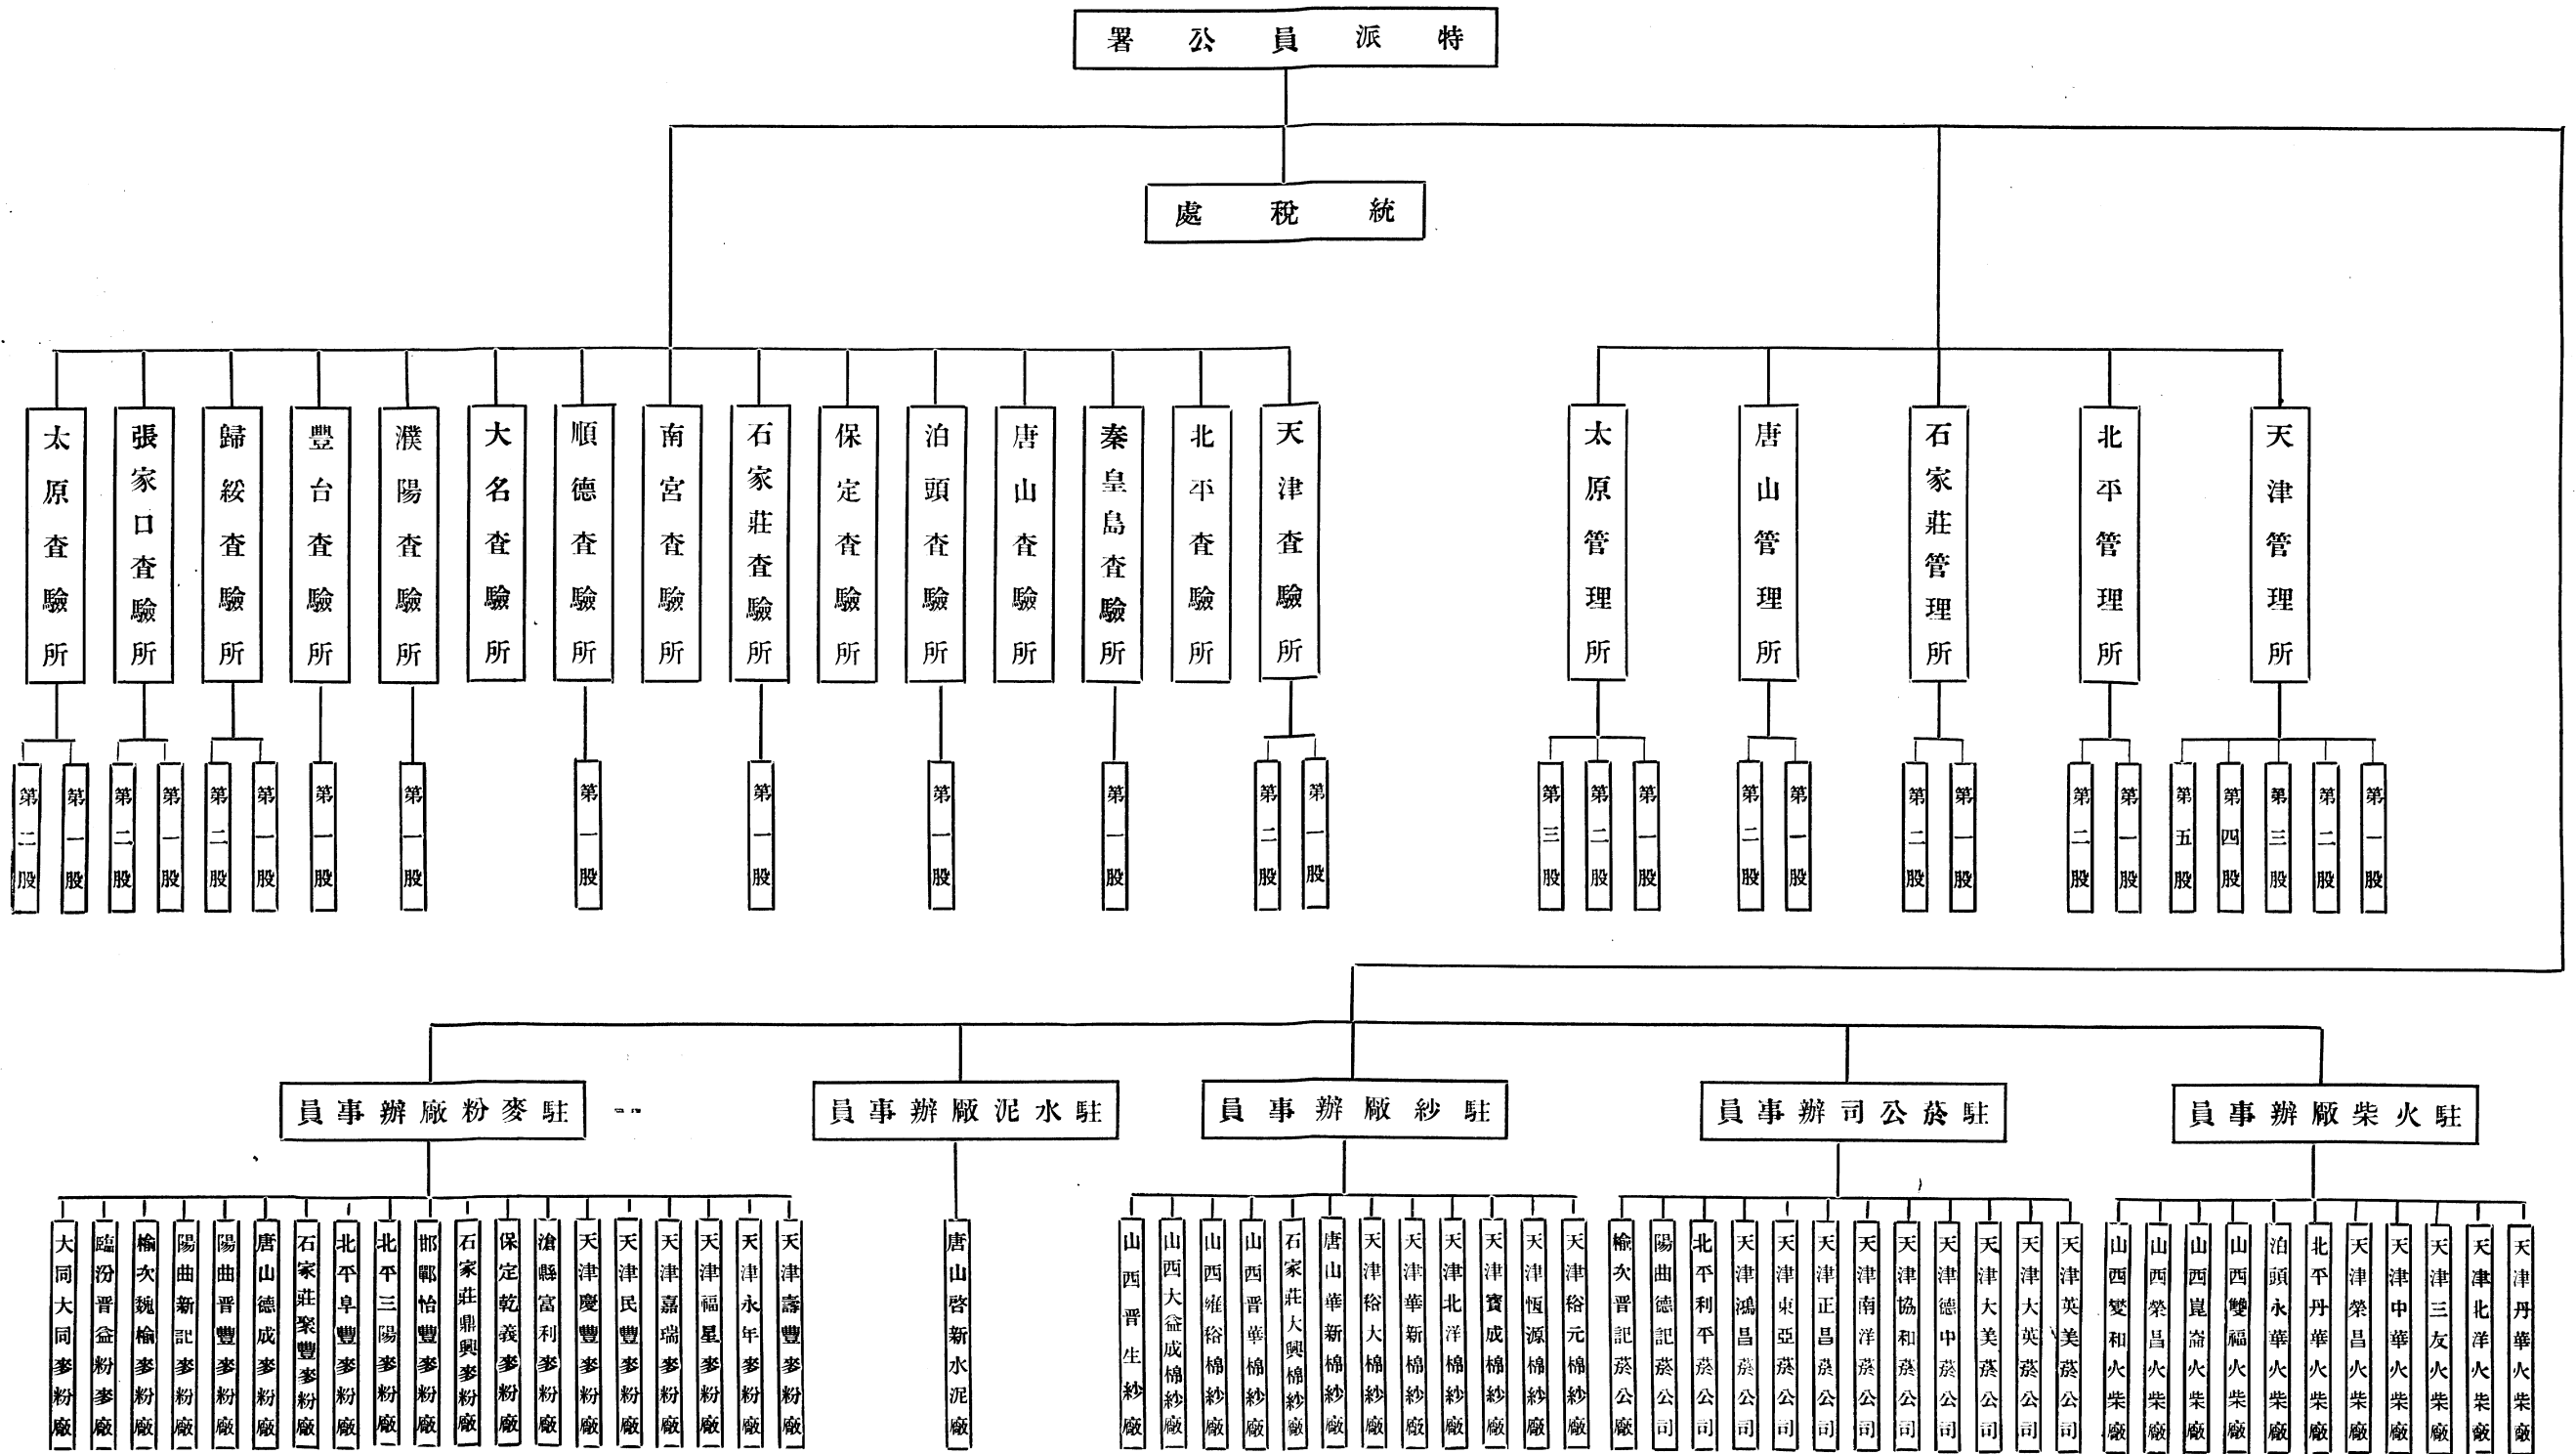 特派員公署
統稅處
天津管理所
北平管理所
石家莊管理所
唐山管理所
太原管理所
天津查驗所
北平查驗所
秦皇島查驗所
唐山查驗所
泊頭查驗所
保定查驗所
石家莊查驗所
南宮查驗所
順德查驗所
大名查驗所
濮陽查驗所
豐台查驗所
歸綏查驗所
張家口查驗所
太原查驗所
第一股
第二股
第三股
第四股
第五股
第一股
第二股
第一股
第二股
第一股
第二股
第一股
第二股
第三股
第一股
第二股
第一股
第一股
第一股
第一股
第一股
第一股
第一股
第二股
第一股
第二股
第一股
第二股
駐火柴廠辦事員
駐菸公司辦事員
駐紗廠辦事員
駐水泥廠辦事員
駐麥粉廠辦事員
天津丹華火柴廠
天津北洋火柴廠
天津三友火柴廠
天津中華火柴廠
天津榮昌火柴廠
北平丹華火柴廠
泊頭永華火柴廠
山西雙福火柴廠
山西崑崙火柴廠
山西榮昌火柴廠
山西燮和火柴廠
天津英美菸公司
天津大英菸公司
天津大美菸公司
天津德中菸公司
天津協和菸公司
天津南洋菸公司
天津正昌菸公司
天津東亞菸公司
天津鴻昌菸公司
北平利平菸公司
陽曲德記菸公司
榆次晋記菸公廠
天津裕元棉紗廠
天津恆源棉紗廠
天津寶成棉紗廠
天津北洋棉紗廠
天津華新棉紗廠
天津裕大棉紗廠
唐山華新棉紗廠
石家莊大興棉紗廠
山西晋華棉紗廠
山西雍裕棉紗廠
山西大益成棉紗廠
山西晋生紗廠
唐山啓新水泥廠
天津壽豐麥粉廠
天津永年麥粉廠
天津福星麥粉廠
天津嘉瑞麥粉廠
天津民豐麥粉廠
天津慶豐麥粉廠
滄縣富利麥粉廠
保定乾義麥粉廠
石家莊鼎興麥粉廠
邯鄲怡豐麥粉廠
北平三陽麥粉廠
北平阜豐麥粉廠
石家莊聚豐麥粉廠
唐山德成麥粉廠
陽曲晋豐麥粉廠
陽曲新記麥粉廠
榆次魏榆麥粉廠
臨汾晋益粉麥廠
大同大同麥粉廠